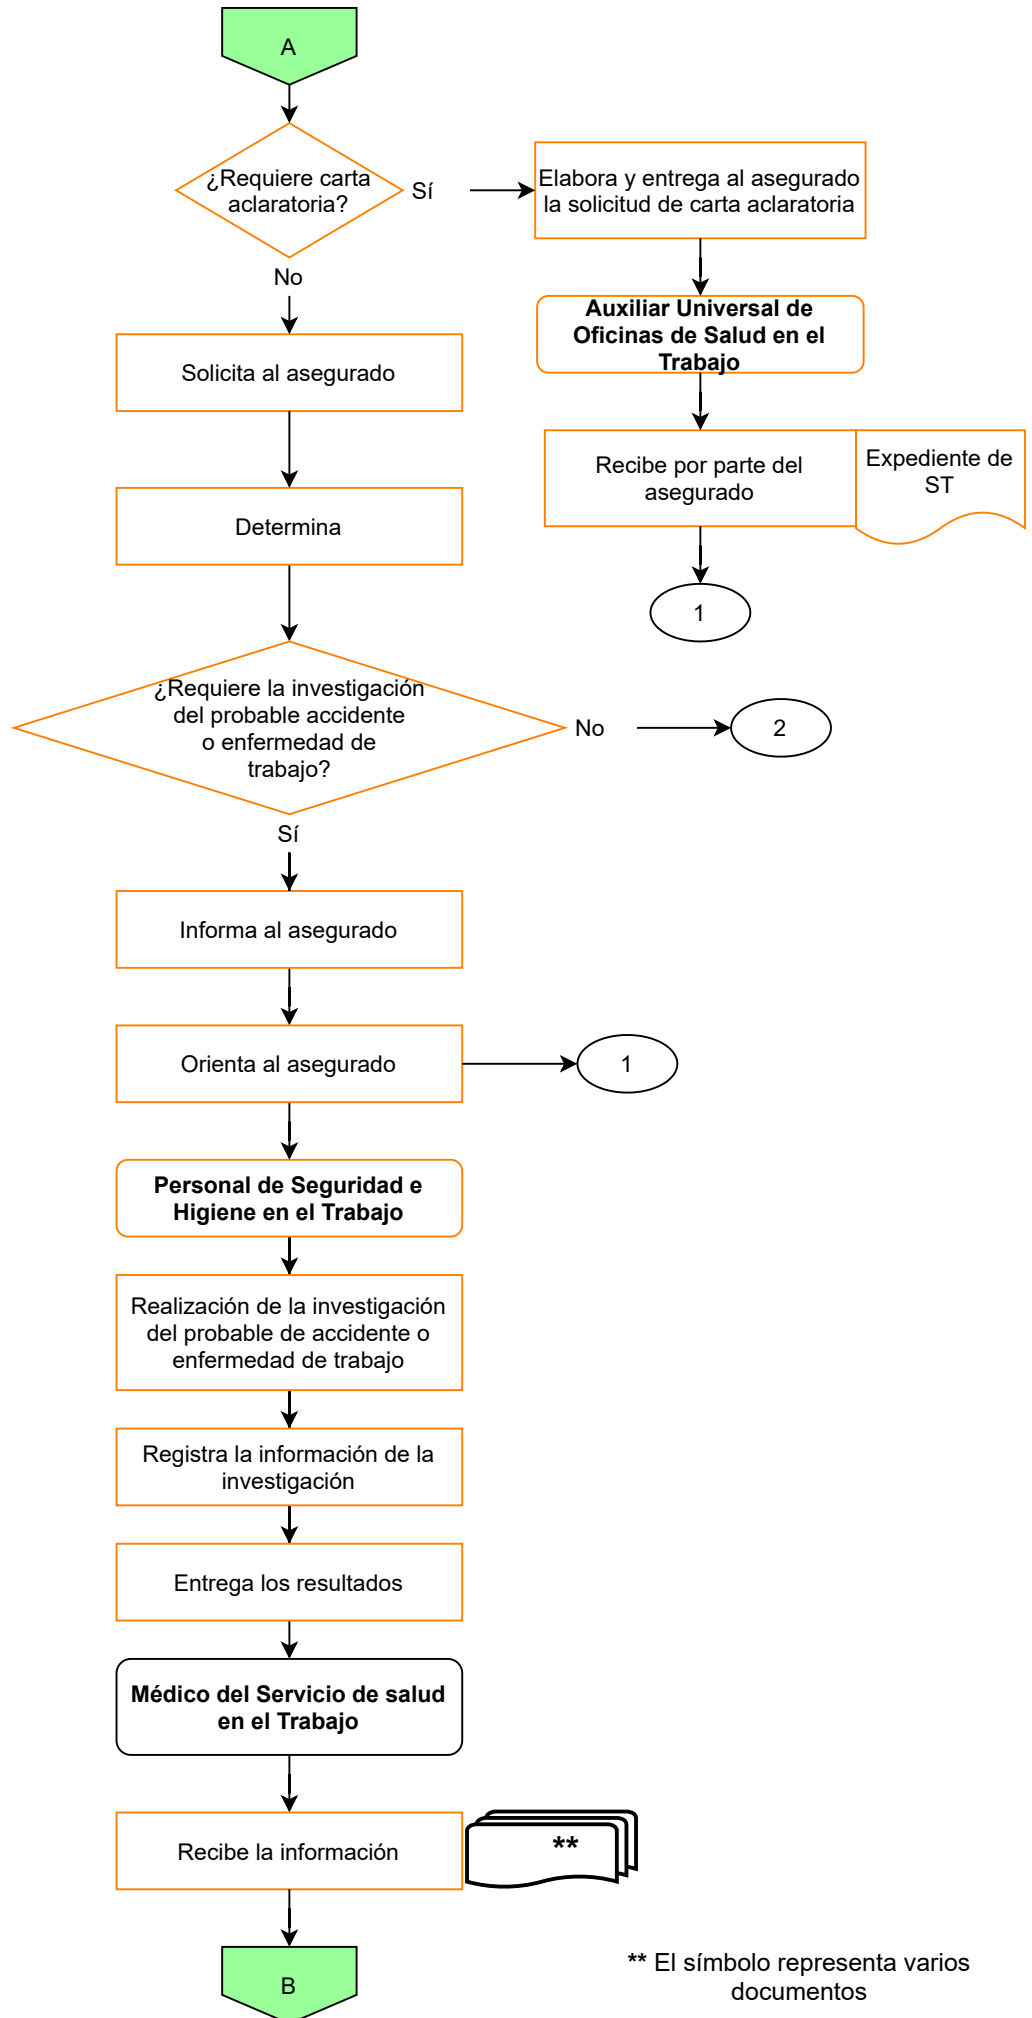 A
¿Requiere carta
aclaratoria?
Sí
Elabora y entrega al asegurado
la solicitud de carta aclaratoria
No
Auxiliar Universal de
Oficinas de Salud en el
Trabajo
Solicita al asegurado
Recibe por parte del
asegurado
Expediente de
ST
Determina
1
¿Requiere la investigación
del probable accidente
o enfermedad de
trabajo?
No
2
Sí
Informa al asegurado
Orienta al asegurado
1
Personal de Seguridad e
Higiene en el Trabajo
Realización de la investigación
del probable de accidente o
enfermedad de trabajo
Registra la información de la
investigación
Entrega los resultados
Médico del Servicio de salud
en el Trabajo
Recibe la información
**
B
** El símbolo representa varios
documentos